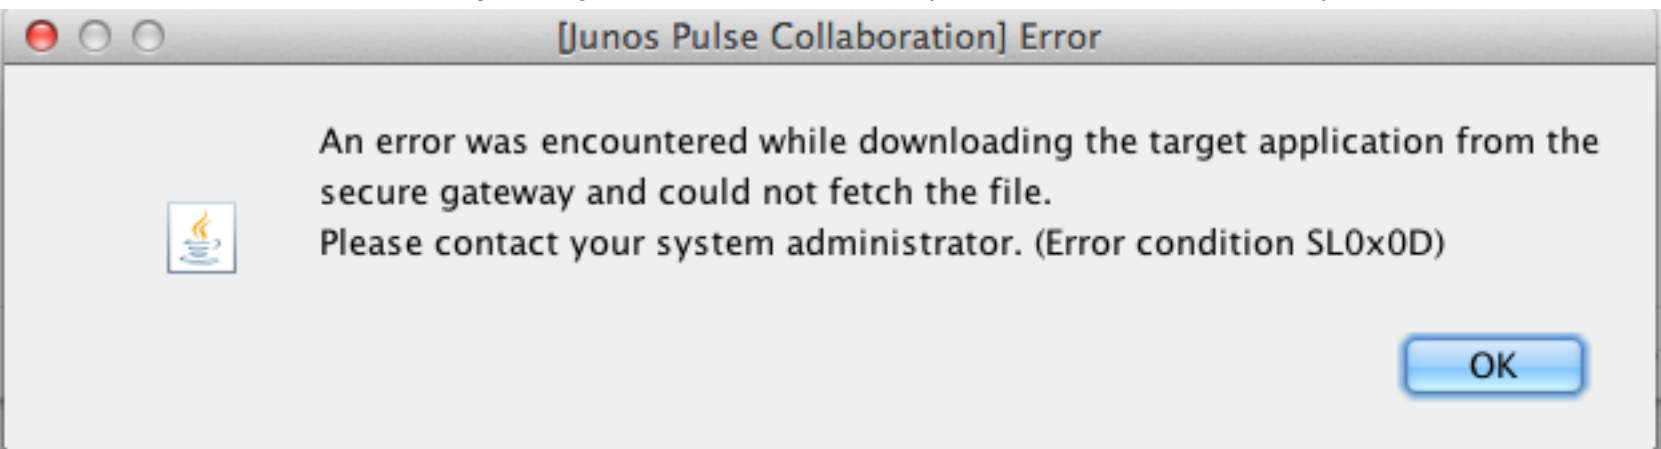 [Junos Pulse Collaboration] Error
An error was encountered while downloading the target application from the
secure gateway and could not fetch the file.
Please contact your system administrator. (Error condition SL0x0D)
OK